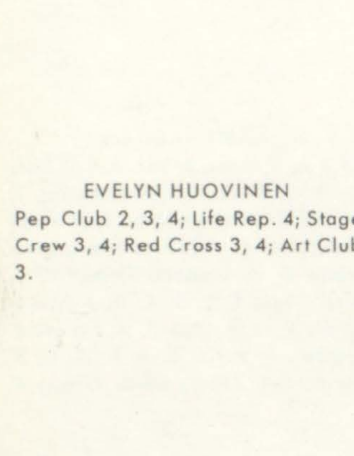 EVELYN HUOVINEN
Pep Club 2, 3, 4; Life Rep. 4; Stage
Crew 3, 4; Red Cross 3, 4; Art Club
3.